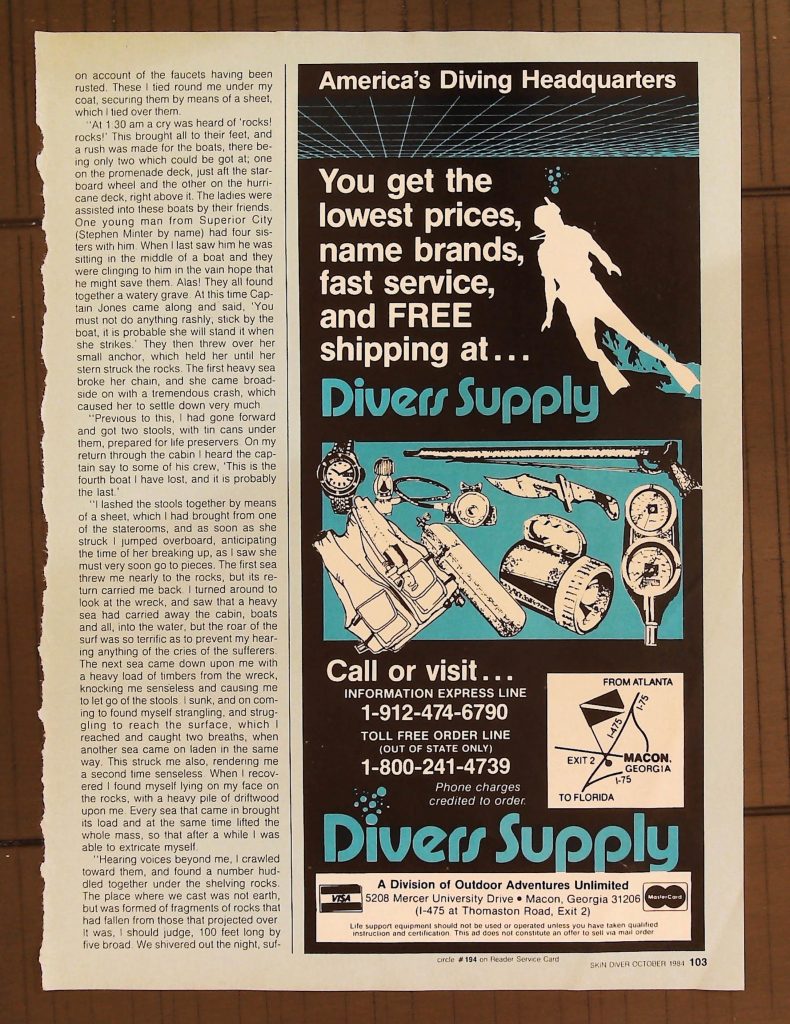 on account of the faucets having been
rusted. These I tied round me under my
coat, securing them by means of a sheet,
which I tied over them.
"At 1 30 am a cry was heard of 'rocks!
rocks!' This brought all to their feet, and
a rush was made for the boats, there be-
ing only two which could be got at; one
on the promenade deck, just aft the star-
board wheel and the other on the hurri-
cane deck, right above it. The ladies were
assisted into these boats by their friends.
One young man from Superior City
(Stephen Minter by name) had four sis-
ters with him. When I last saw him he was
sitting in the middle of a boat and they
were clinging to him in the vain hope that
he might save them. Alas! They all found
together a watery grave. At this time Cap-
tain Jones came along and said, 'You
must not do anything rashly, stick by the
boat, it is probable she will stand it when
she strikes.' They then threw over her
small anchor, which held her until her
stern struck the rocks. The first heavy sea
broke her chain, and she came broad-
side on with a tremendous crash, which
caused her to settle down very much
"Previous to this, I had gone forward
and got two stools, with tin cans under
them, prepared for life preservers. On my
return through the cabin I heard the cap-
tain say to some of his crew, 'This is the
fourth boat I have lost, and it is probably
the last.'
"I lashed the stools together by means
of a sheet, which I had brought from one
of the staterooms, and as soon as she
struck I jumped overboard, anticipating
the time of her breaking up, as I saw she
must very soon go to pieces. The first sea
threw me nearly to the rocks, but its re-
turn carried me back. I turned around to
look at the wreck, and saw that a heavy
sea had carried away the cabin, boats
and all, into the water, but the roar of the
surf was so terrific as to prevent my hear-
ing anything of the cries of the sufferers.
The next sea came down upon me with
a heavy load of timbers from the wreck,
knocking me senseless and causing me
to let go of the stools. I sunk, and on com-
ing to found myself strangling, and strug-
gling to reach the surface, which I
reached and caught two breaths, when
another sea came on laden in the same
way. This struck me also, rendering me
a second time senseless. When I recov-
ered I found myself lying on my face on
the rocks, with a heavy pile of driftwood
upon me. Every sea that came in brought
its load and at the same time lifted the
whole mass, so that after a while I was
able to extricate myself.
"Hearing voices beyond me, I crawled
toward them, and found a number hud-
dled together under the shelving rocks.
The place where we cast was not earth,
but was formed of fragments of rocks that
had fallen from those that projected over
It was, I should judge, 100 feet long by
five broad. We shivered out the night, suf-
America's Diving Headquarters
You get the
lowest prices,
name brands,
fast service,
and FREE
shipping at...
Divers Supply
Call or visit...
INFORMATION EXPRESS LINE
1-912-474-6790
TOLL FREE ORDER LINE
(OUT OF STATE ONLY)
1-800-241-4739
Phone charges
credited to order.
FROM ATLANTA
I-75
I-475
EXIT 2
MACON,
GEORGIA
I-75
TO FLORIDA
Divers Supply
VISA
A Division of Outdoor Adventures Unlimited
5208 Mercer University Drive • Macon, Georgia 31206
(I-475 at Thomaston Road, Exit 2)
MasterCard
Life support equipment should not be used or operated unless you have taken qualified
instruction and certification. This ad does not constitute an offer to sell via mail order
circle #194 on Reader Service Card
SKIN DIVER OCTOBER 1984 103